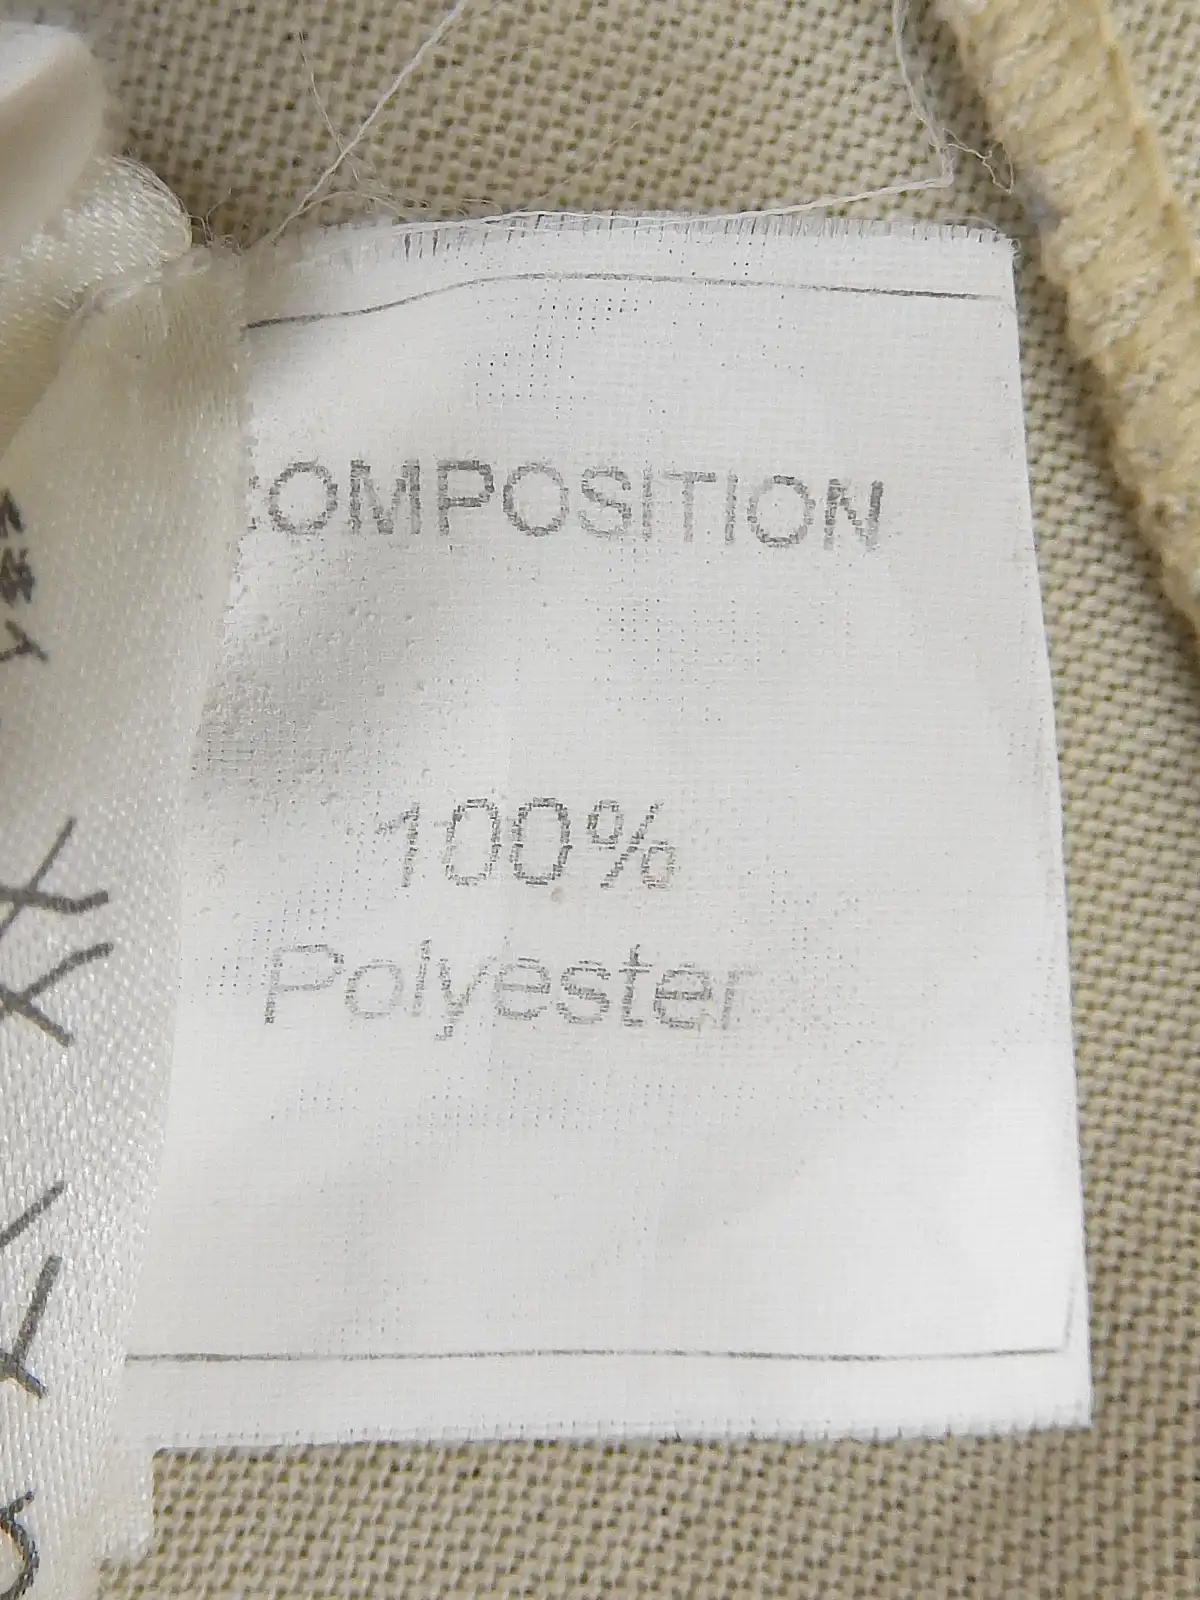 COMPOSITION
100%
Polyester